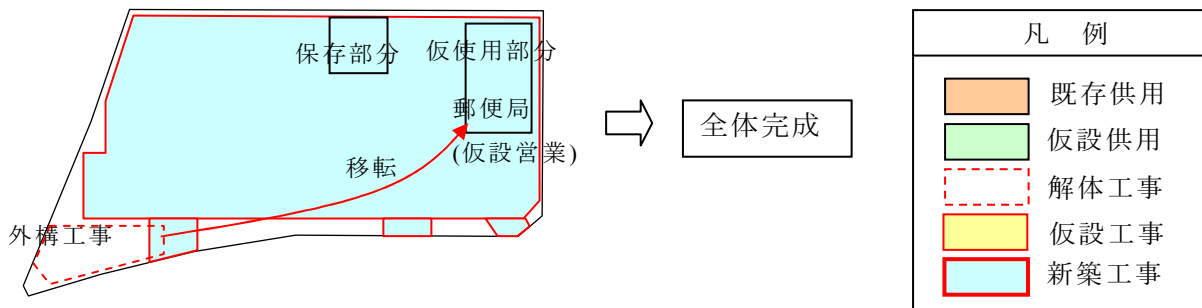 保存部分
仮使用部分
郵便局
(仮設営業)
移転
外構工事
全体完成
凡 例
既存供用
仮設供用
解体工事
仮設工事
新築工事